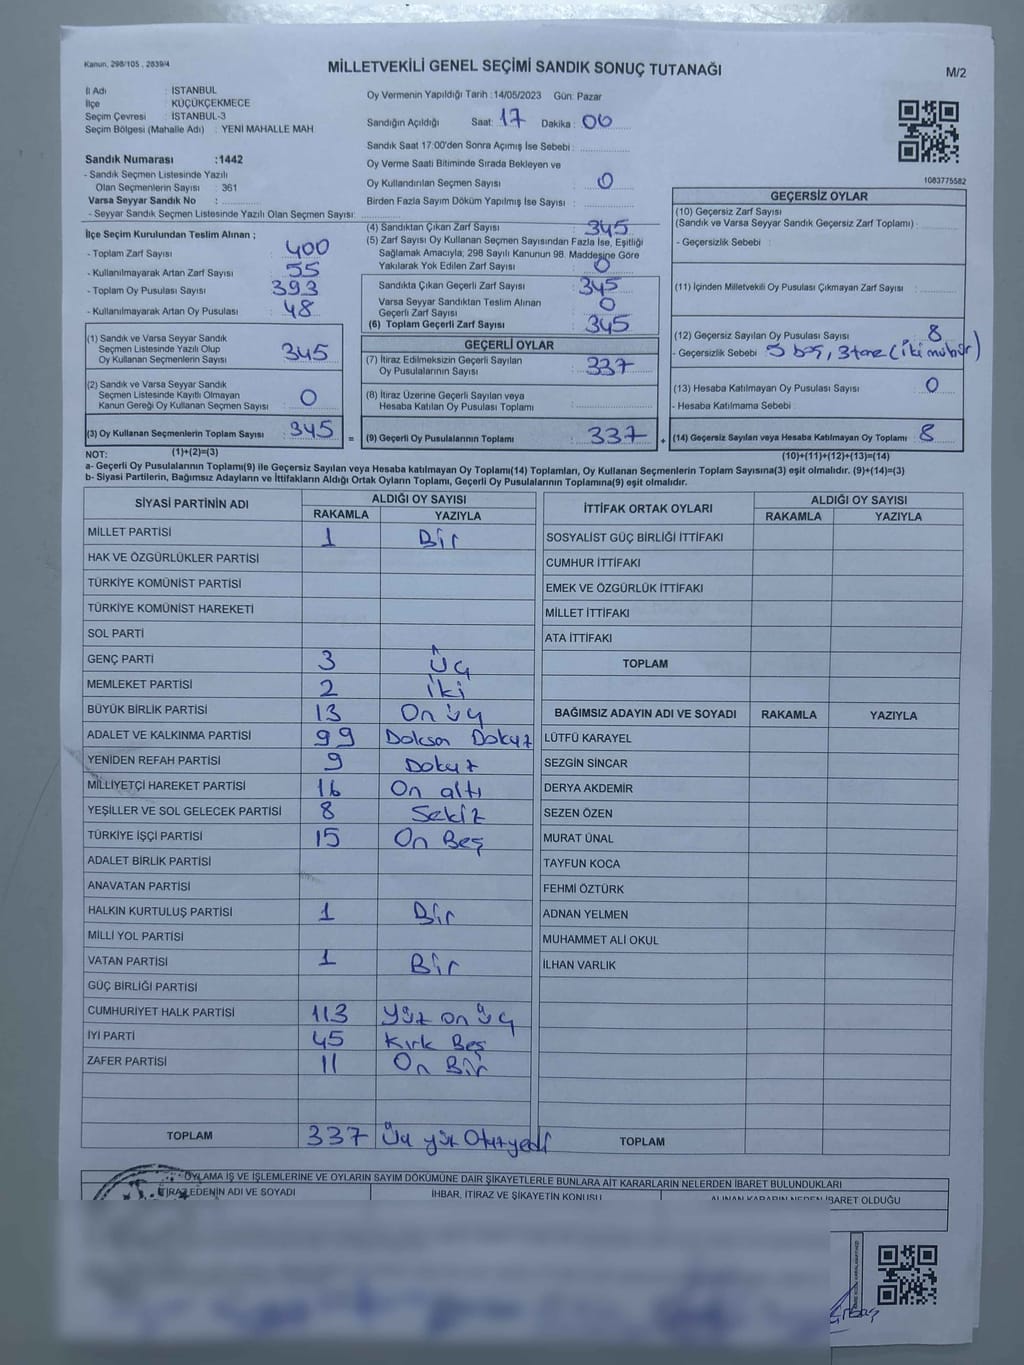 Kanun, 298/105 , 2839/4
MİLLETVEKİLİ GENEL SEÇİMİ SANDIK SONUÇ TUTANAĞI
M/2
İl Adı : İSTANBUL
İlçe : KÜÇÜKÇEKMECE
Seçim Çevresi : İSTANBUL-3
Seçim Bölgesi (Mahalle Adı) : YENİ MAHALLE MAH
Oy Vermenin Yapıldığı Tarih :14/05/2023 Gün: Pazar
Sandığın Açıldığı Saat: 17 Dakika : 00
Sandık Saat 17:00'den Sonra Açımış İse Sebebi :
Oy Verme Saati Bitiminde Sırada Bekleyen ve
Oy Kullandırılan Seçmen Sayısı : 0
Birden Fazla Sayım Döküm Yapılmış İse Sayısı :
1083775582
Sandık Numarası :1442
- Sandık Seçmen Listesinde Yazılı
Olan Seçmenlerin Sayısı : 361
Varsa Seyyar Sandık No :
- Seyyar Sandık Seçmen Listesinde Yazılı Olan Seçmen Sayısı:
İlçe Seçim Kurulundan Teslim Alınan ;
- Toplam Zarf Sayısı : 400
- Kullanılmayarak Artan Zarf Sayısı : 55
- Toplam Oy Pusulası Sayısı : 393
- Kullanılmayarak Artan Oy Pusulası : 48
(1) Sandık ve Varsa Seyyar Sandık
Seçmen Listesinde Yazılı Olup
Oy Kullanan Seçmenlerin Sayısı : 345
(2) Sandık ve Varsa Seyyar Sandık
Seçmen Listesinde Kayıtlı Olmayan
Kanun Gereği Oy Kullanan Seçmen Sayısı : 0
(3) Oy Kullanan Seçmenlerin Toplam Sayısı : 345 =
(4) Sandıktan Çıkan Zarf Sayısı : 345
(5) Zarf Sayısı Oy Kullanan Seçmen Sayısından Fazla İse, Eşitliği
Sağlamak Amacıyla; 298 Sayılı Kanunun 98. Maddesine Göre
Yakılarak Yok Edilen Zarf Sayısı : 0
Sandıkta Çıkan Geçerli Zarf Sayısı : 345
Varsa Seyyar Sandıktan Teslim Alınan
Geçerli Zarf Sayısı : 0
(6) Toplam Geçerli Zarf Sayısı : 345
GEÇERLİ OYLAR
(7) İtiraz Edilmeksizin Geçerli Sayılan
Oy Pusulalarının Sayısı : 337
(8) İtiraz Üzerine Geçerli Sayılan veya
Hesaba Katılan Oy Pusulası Toplamı :
(9) Geçerli Oy Pusulalarının Toplamı : 337 +
GEÇERSİZ OYLAR
(10) Geçersiz Zarf Sayısı
(Sandık ve Varsa Seyyar Sandık Geçersiz Zarf Toplamı) :
- Geçersizlik Sebebi :
(11) İçinden Milletvekili Oy Pusulası Çıkmayan Zarf Sayısı :
(12) Geçersiz Sayılan Oy Pusulası Sayısı : 8
- Geçersizlik Sebebi : 5 boş, 3 tane (iki mühür)
(13) Hesaba Katılmayan Oy Pusulası Sayısı : 0
- Hesaba Katılmama Sebebi :
(14) Geçersiz Sayılan veya Hesaba Katılmayan Oy Toplamı : 8
NOT: (1)+(2)=(3)
(10)+(11)+(12)+(13)=(14)
a- Geçerli Oy Pusulalarının Toplamı(9) ile Geçersiz Sayılan veya Hesaba katılmayan Oy Toplamı(14) Toplamları, Oy Kullanan Seçmenlerin Toplam Sayısına(3) eşit olmalıdır. (9)+(14)=(3)
b- Siyasi Partilerin, Bağımsız Adayların ve İttifakların Aldığı Ortak Oyların Toplamı, Geçerli Oy Pusulalarının Toplamına(9) eşit olmalıdır.
SİYASİ PARTİNİN ADI ALDIĞI OY SAYISI
RAKAMLA YAZIYLA
MİLLET PARTİSİ 1 Bir
HAK VE ÖZGÜRLÜKLER PARTİSİ
TÜRKİYE KOMÜNİST PARTİSİ
TÜRKİYE KOMÜNİST HAREKETİ
SOL PARTİ
GENÇ PARTİ 3 Üç
MEMLEKET PARTİSİ 2 İki
BÜYÜK BİRLİK PARTİSİ 13 On üç
ADALET VE KALKINMA PARTİSİ 99 Doksan Dokuz
YENİDEN REFAH PARTİSİ 9 Dokuz
MİLLİYETÇİ HAREKET PARTİSİ 16 On altı
YEŞİLLER VE SOL GELECEK PARTİSİ 8 Sekiz
TÜRKİYE İŞÇİ PARTİSİ 15 On Beş
ADALET BİRLİK PARTİSİ
ANAVATAN PARTİSİ
HALKIN KURTULUŞ PARTİSİ 1 Bir
MİLLİ YOL PARTİSİ
VATAN PARTİSİ 1 Bir
GÜÇ BİRLİĞİ PARTİSİ
CUMHURİYET HALK PARTİSİ 113 Yüz on üç
İYİ PARTİ 45 Kırk Beş
ZAFER PARTİSİ 11 On Bir
TOPLAM 337 Üç yüz Otuz yedi
İTTİFAK ORTAK OYLARI ALDIĞI OY SAYISI
RAKAMLA YAZIYLA
SOSYALİST GÜÇ BİRLİĞİ İTTİFAKI
CUMHUR İTTİFAKI
EMEK VE ÖZGÜRLÜK İTTİFAKI
MİLLET İTTİFAKI
ATA İTTİFAKI
TOPLAM
BAĞIMSIZ ADAYIN ADI VE SOYADI RAKAMLA YAZIYLA
LÜTFÜ KARAYEL
SEZGİN SİNCAR
DERYA AKDEMİR
SEZEN ÖZEN
MURAT ÜNAL
TAYFUN KOCA
FEHMİ ÖZTÜRK
ADNAN YELMEN
MUHAMMET ALİ OKUL
İLHAN VARLIK
TOPLAM
OYLAMA İŞ VE İŞLEMLERİNE VE OYLARIN SAYIM DÖKÜMÜNE DAİR ŞİKAYETLERLE BUNLARA AİT KARARLARIN NELERDEN İBARET BULUNDUKLARI
İTİRAZ EDENİN ADI VE SOYADI İHBAR, İTİRAZ VE ŞİKAYETİN KONUSU ALINAN KARARIN NEDEN İBARET OLDUĞU